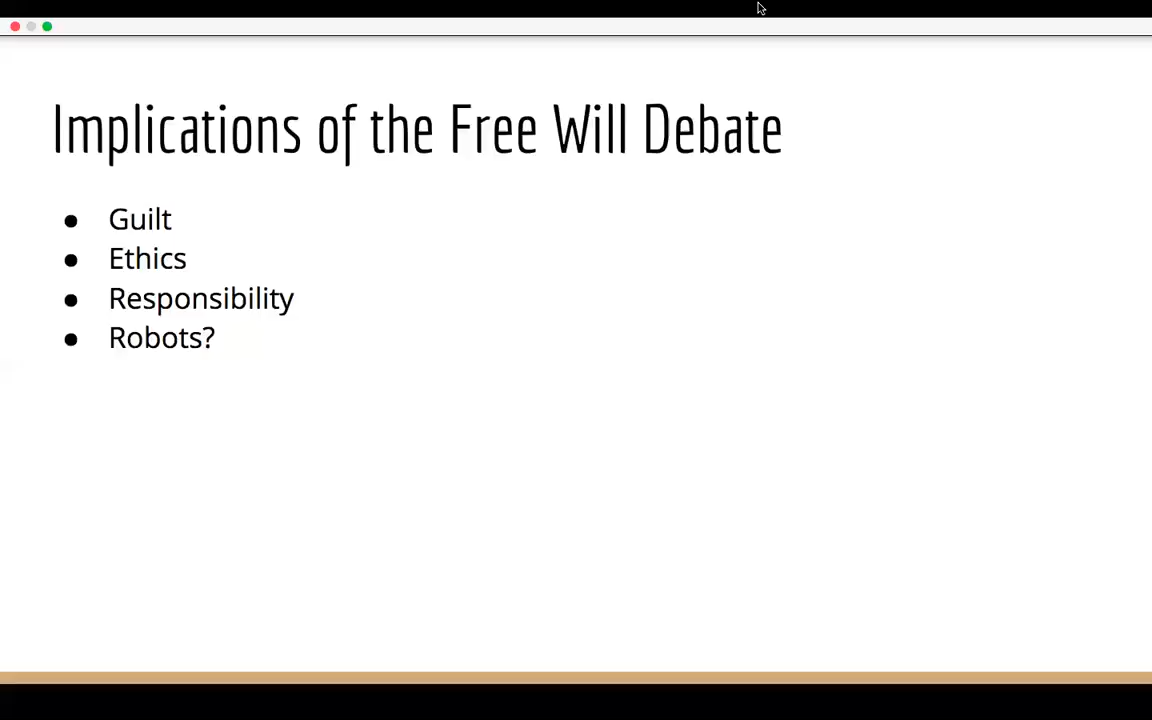 Implications of the Free Will Debate
● Guilt
● Ethics
● Responsibility
● Robots?